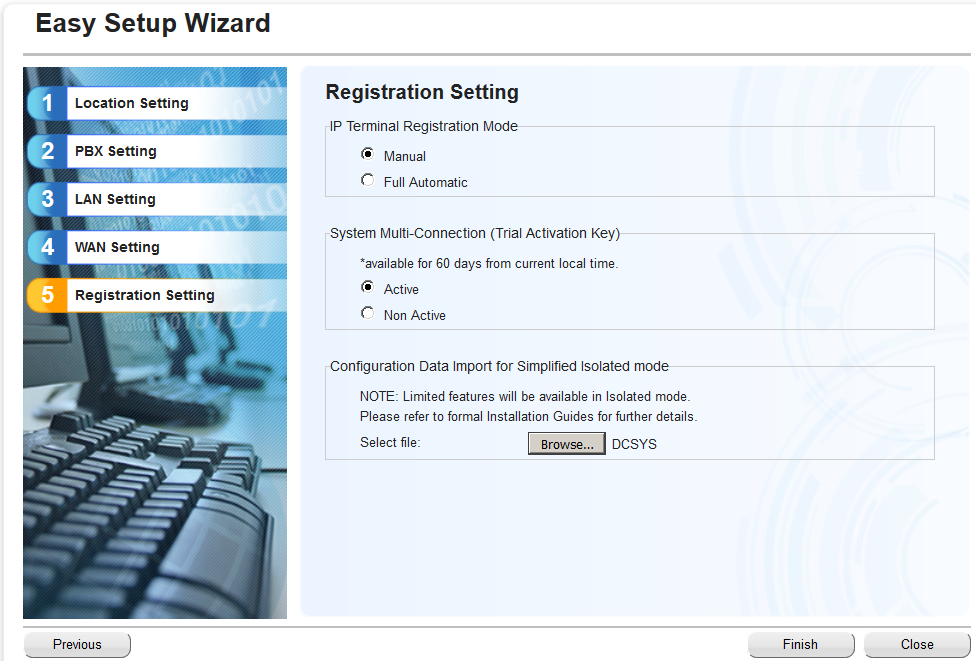 Easy Setup Wizard
1 Location Setting
2 PBX Setting
3 LAN Setting
4 WAN Setting
5 Registration Setting
Registration Setting
IP Terminal Registration Mode
Manual
Full Automatic
System Multi-Connection (Trial Activation Key)
*available for 60 days from current local time.
Active
Non Active
Configuration Data Import for Simplified Isolated mode
NOTE: Limited features will be available in Isolated mode.
Please refer to formal Installation Guides for further details.
Select file: Browse... DCSYS
Previous Finish Close